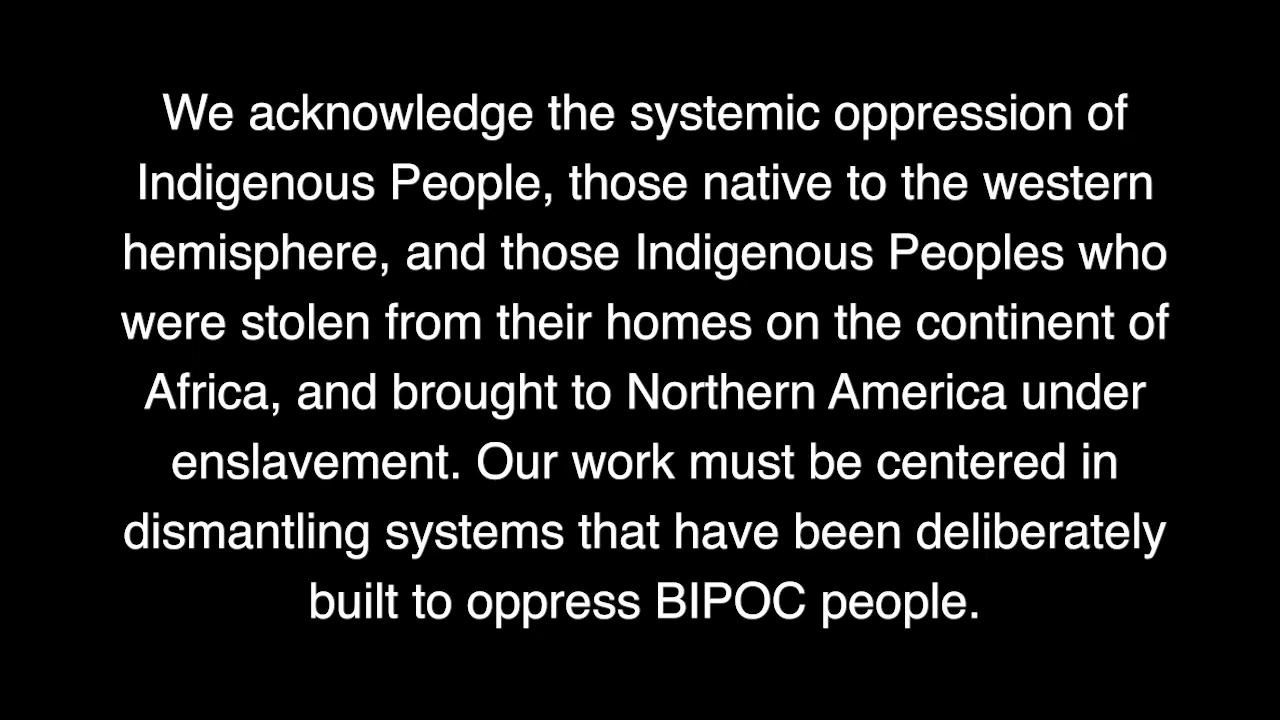 We acknowledge the systemic oppression of
Indigenous People, those native to the western
hemisphere, and those Indigenous Peoples who
were stolen from their homes on the continent of
Africa, and brought to Northern America under
enslavement. Our work must be centered in
dismantling systems that have been deliberately
built to oppress BIPOC people.